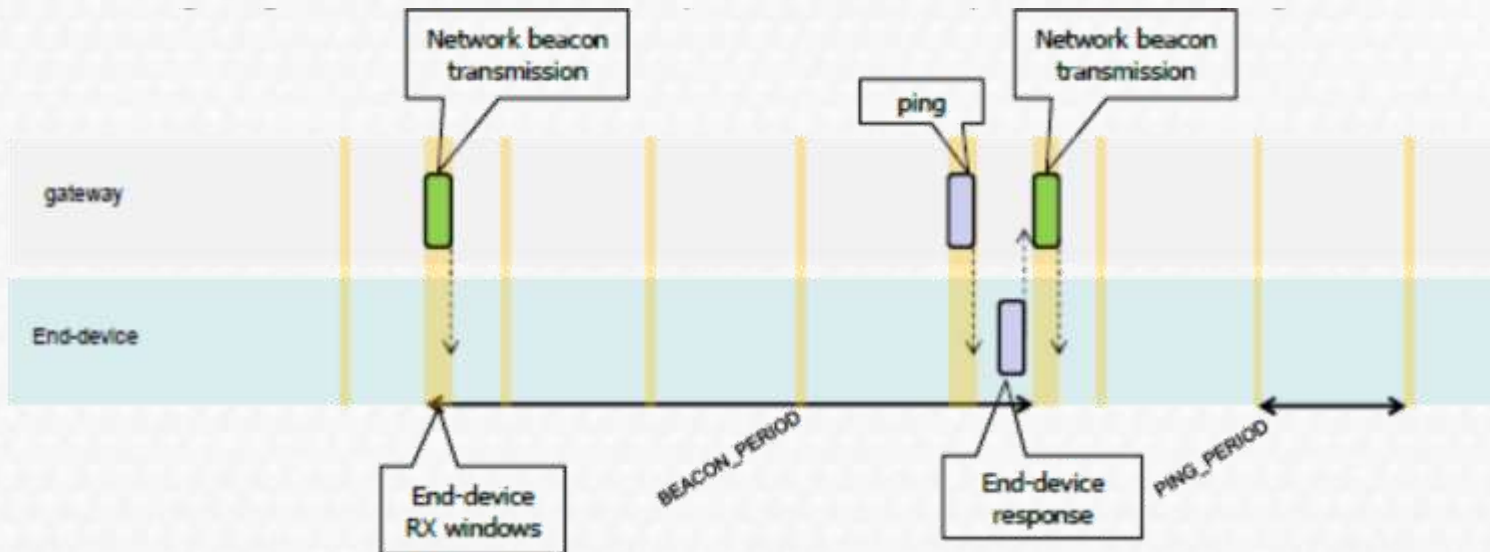 Network beacon
transmission
Network beacon
transmission
ping
gateway
End-device
BEACON_PERIOD
PING_PERIOD
End-device
RX windows
End-device
response